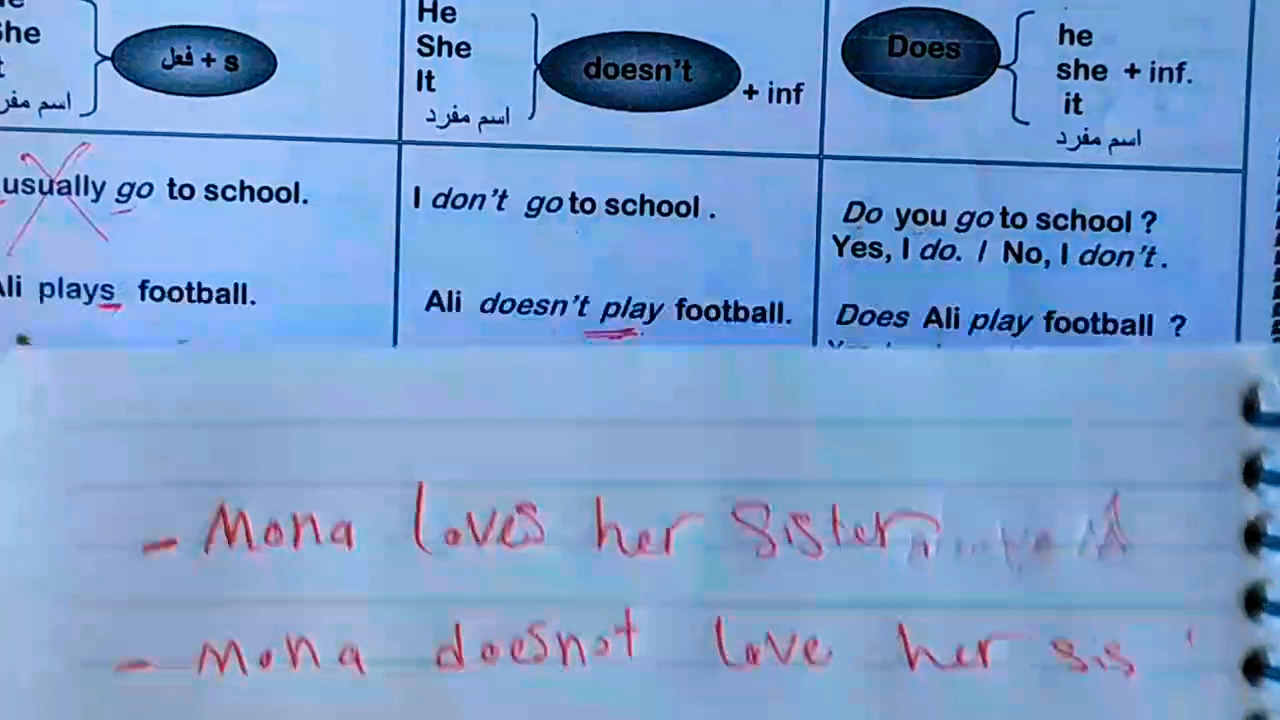 She
اسم مفرد
فعل + s
usually go to school.
Ali plays football.
He
She
It
اسم مفرد
doesn't
+ inf
I don't go to school .
Ali doesn't play football.
Does
he
she + inf.
it
اسم مفرد
Do you go to school ?
Yes, I do. / No, I don't.
Does Ali play football ?
- Mona loves her sister
- Mona doesnot love her sis